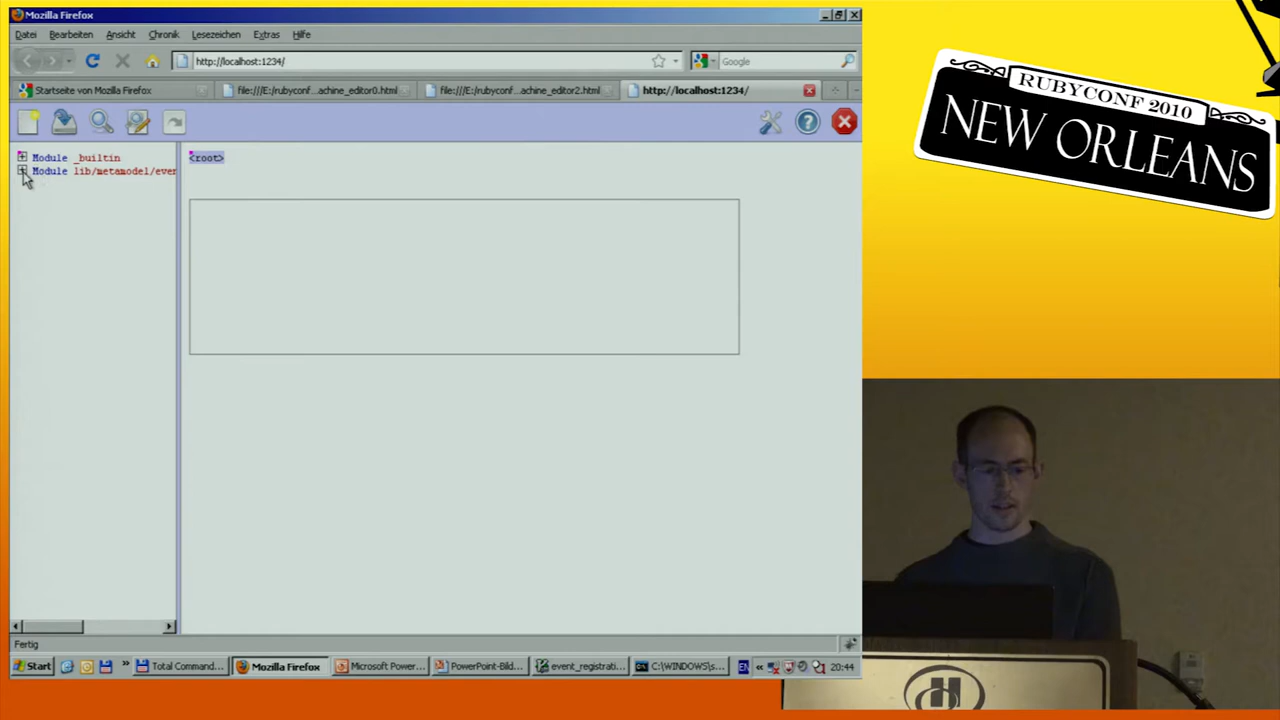 Mozilla Firefox
Datei Bearbeiten Ansicht Chronik Lesezeichen Extras Hilfe
http://localhost:1234/
Google
Startseite von Mozilla Firefox
file:///E:/rubyconf...achine_editor0.html
file:///E:/rubyconf...achine_editor2.html
http://localhost:1234/
Module _builtin
Module lib/metamodel/even
<root>
Fertig
Start
Total Command...
Mozilla Firefox
Microsoft Power...
PowerPoint-Bild...
event_registrati...
C:\WINDOWS\s...
EN
20:44
RUBYCONF 2010
NEW ORLEANS
H